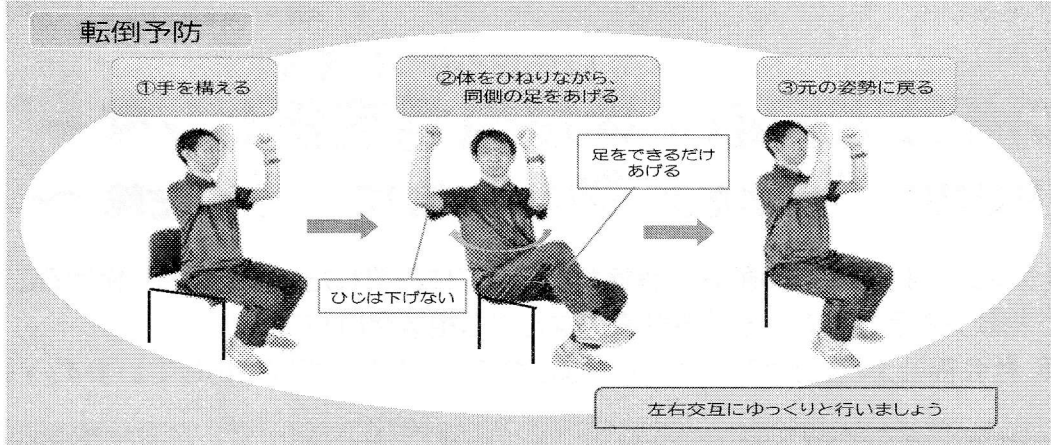 転倒予防
①手を構える
②体をひねりながら、
同側の足をあげる
③元の姿勢に戻る
足をできるだけ
あげる
ひじは下げない
左右交互にゆっくりと行いましょう